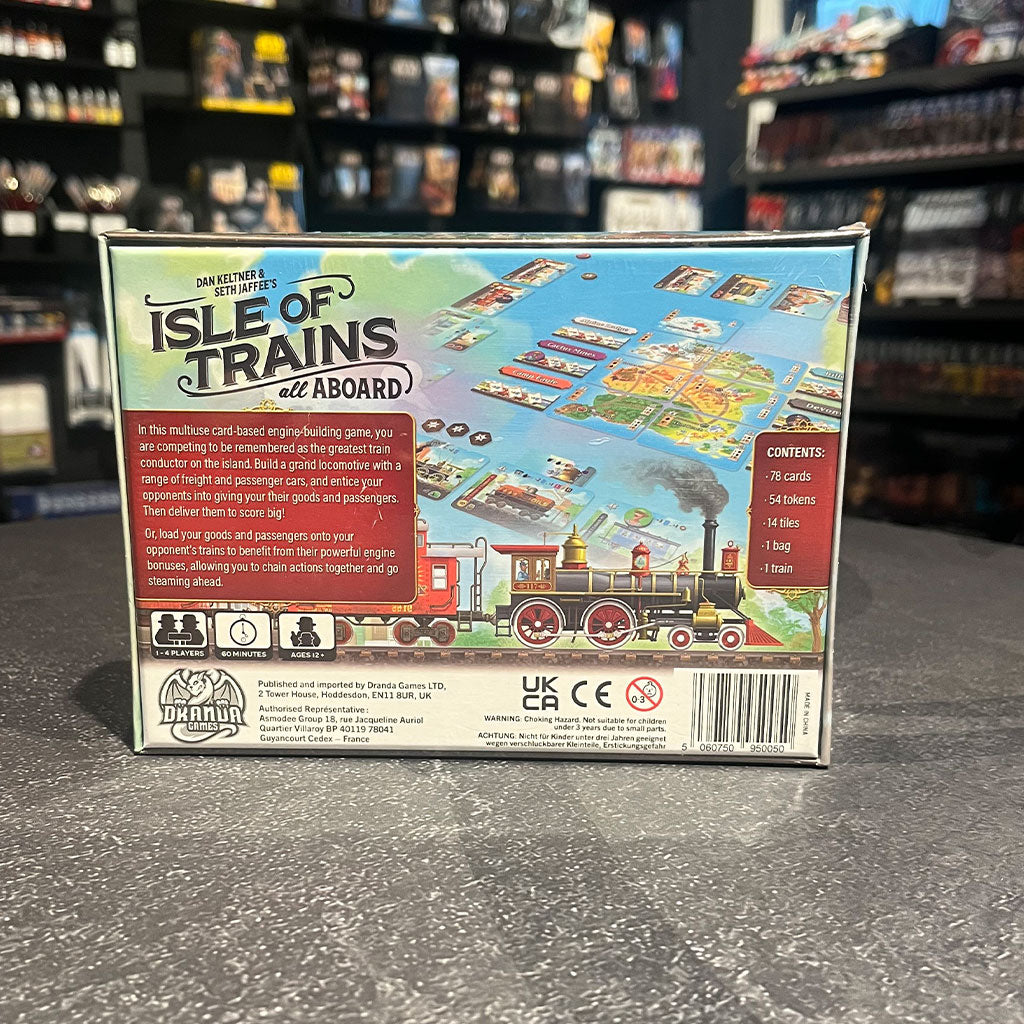 DAN KELTNER &
SETH JAFFEE'S
ISLE OF
TRAINS
all ABOARD
In this multiuse card-based engine-building game, you
are competing to be remembered as the greatest train
conductor on the island. Build a grand locomotive with a
range of freight and passenger cars, and entice your
opponents into giving your their goods and passengers.
Then deliver them to score big!
Or, load your goods and passengers onto your
opponent's trains to benefit from their powerful engine
bonuses, allowing you to chain actions together and go
steaming ahead.
Cactus Mines
Camp Eagle
Devon
CONTENTS:
· 78 cards
· 54 tokens
· 14 tiles
· 1 bag
· 1 train
117
1 - 4 PLAYERS
60 MINUTES
AGES 12 +
DRANDA
GAMES
Published and imported by Dranda Games LTD,
2 Tower House, Hoddesdon, EN11 8UR, UK
Authorised Représentative :
Asmodee Group 18, rue Jacqueline Auriol
Quartier Villaroy BP 40119 78041
Guyancourt Cedex – France
UK
CA
CE
0-3
WARNING: Choking Hazard. Not suitable for children
under 3 years due to small parts.
ACHTUNG: Nicht für Kinder unter drei Jahren geeignet
wegen verschluckbarer Kleinteile, Erstickungsgefahr
5 060750 950050
MADE IN CHINA